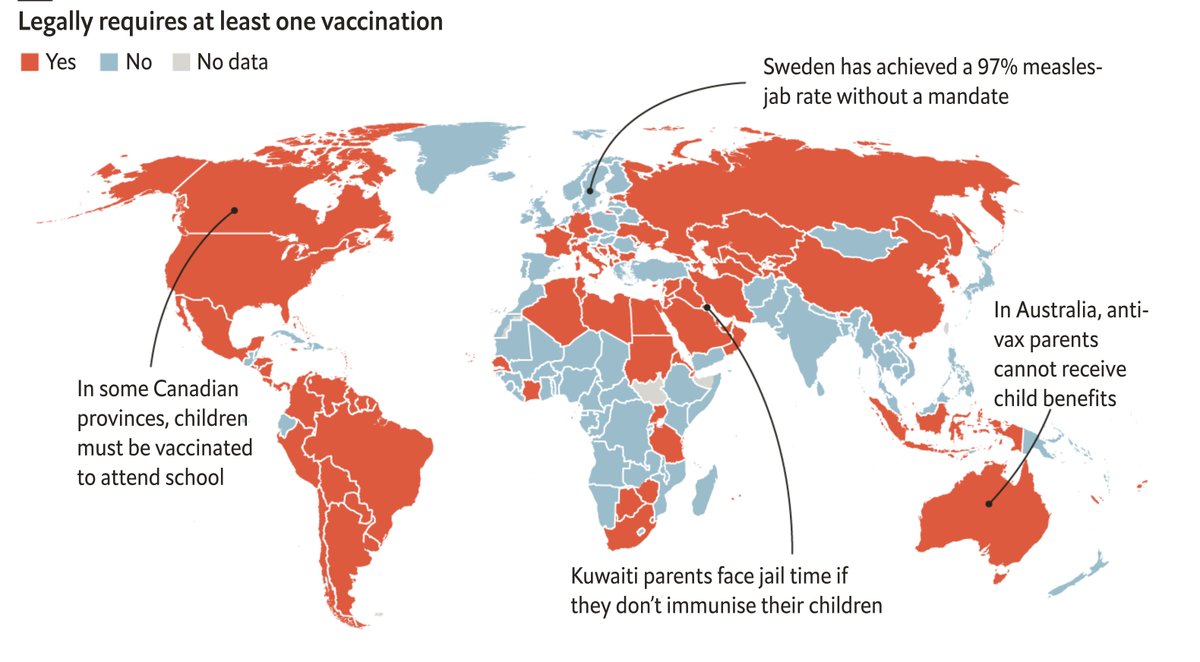 Legally requires at least one vaccination
Yes No No data
Sweden has achieved a 97% measles-
jab rate without a mandate
In Australia, anti-
vax parents
cannot receive
child benefits
In some Canadian
provinces, children
must be vaccinated
to attend school
Kuwaiti parents face jail time if
they don’t immunise their children